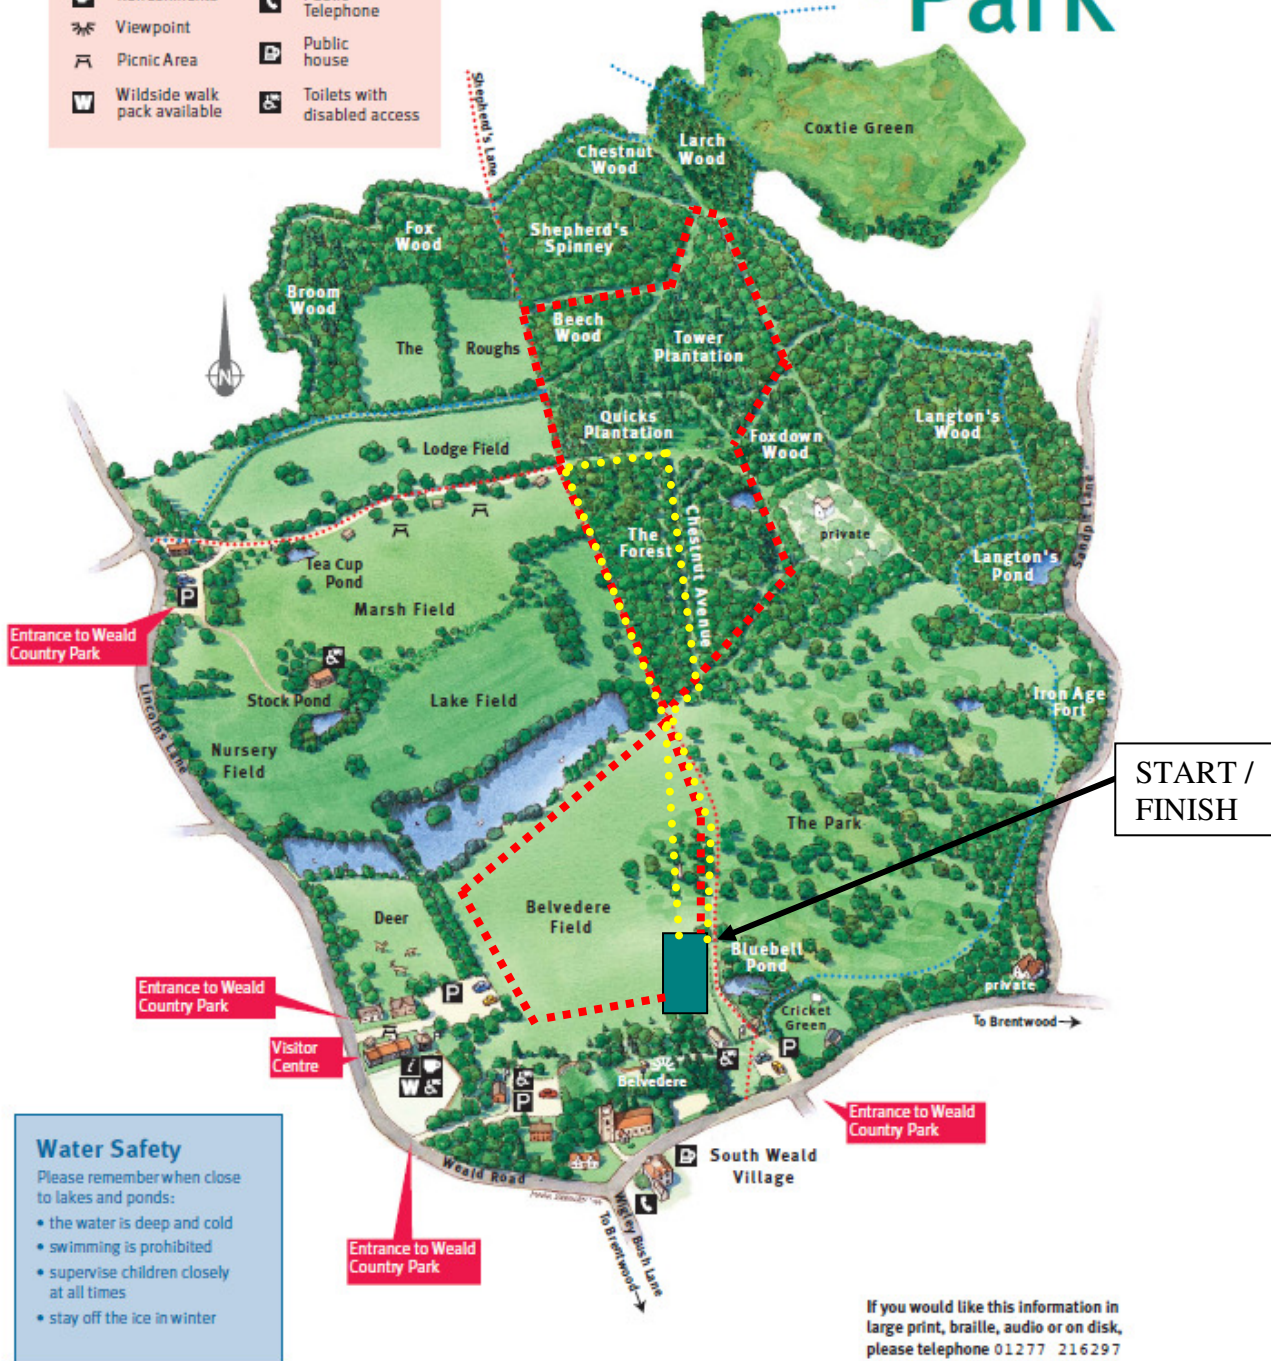 Park
Telephone
Viewpoint
Public
house
Picnic Area
Wildside walk
pack available
Toilets with
disabled access
Shepherd's Lane
Coxtie Green
Larch
Wood
Chestnut
Wood
Fox
Wood
Shepherd's
Spinney
Broom
Wood
Beech
Wood
The
Roughs
Tower
Plantation
N
Quicks
Plantation
Langton's
Wood
Foxdown
Wood
Lodge Field
private
The
Forest
Chestnut Avenue
Sandpit Lane
Langton's
Pond
Tea Cup
Pond
Marsh Field
P
Entrance to Weald
Country Park
Lincolns Lane
Stock Pond
Lake Field
Iron Age
Fort
Nursery
Field
START /
FINISH
The Park
Belvedere
Field
Deer
Bluebell
Pond
private
Entrance to Weald
Country Park
P
Cricket
Green
To Brentwood
Visitor
Centre
i
W
P
P
Belvedere
Entrance to Weald
Country Park
South Weald
Village
Weald Road
Wigley Bush Lane
To Brentwood
Entrance to Weald
Country Park
Water Safety
Please remember when close
to lakes and ponds:
• the water is deep and cold
• swimming is prohibited
• supervise children closely
at all times
• stay off the ice in winter
If you would like this information in
large print, braille, audio or on disk,
please telephone 01277 216297